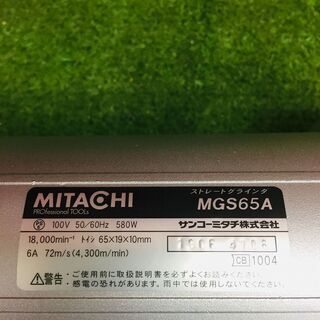 ストレートグラインダ
MITACHI MGS65A
PROfessional TOOLs
100V 50/60Hz 580W サンコーミタチ株式会社
18,000min⁻¹ トイシ 65×19×10mm
6A 72m/s(4,300m/min) CB 1004
・ご使用前に取扱説明書を必ずよくお読みください。
・感電の恐れがあります。雨中では使用しないでください。